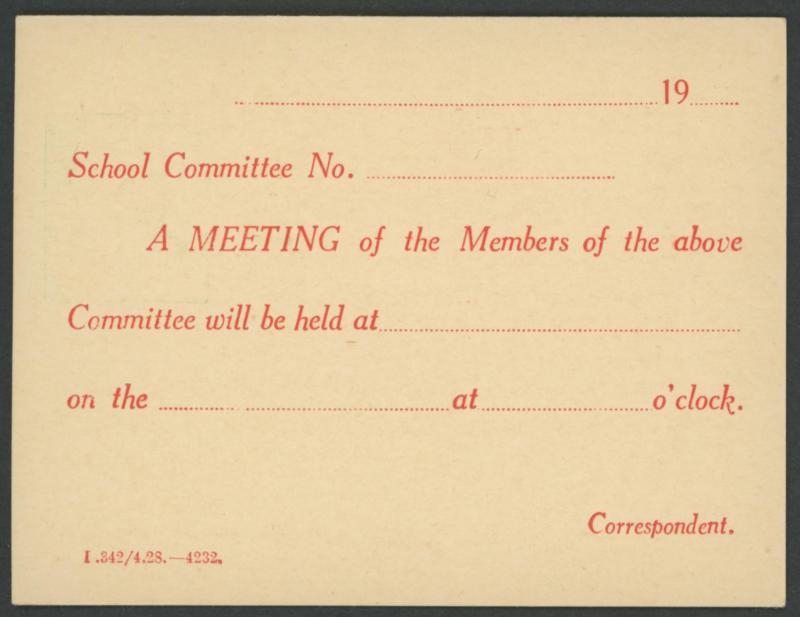 19
School Committee No.
A MEETING of the Members of the above
Committee will be held at
on the at o'clock.
Correspondent.
I.342/4.28.—4232.